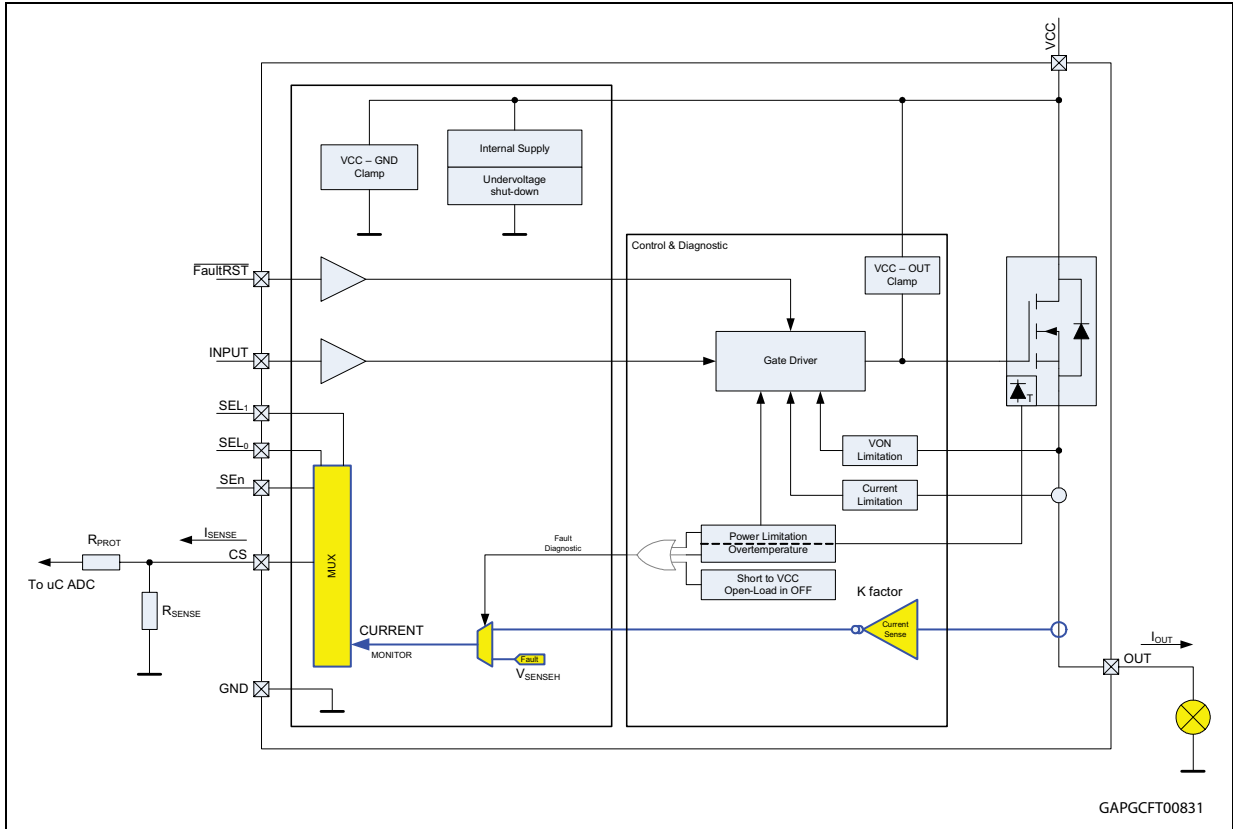 VCC
VCC – GND
Clamp
Internal Supply
Undervoltage
shut-down
Control & Diagnostic
FaultRST
VCC – OUT
Clamp
INPUT
Gate Driver
T
SEL1
SEL0
SEn
VON
Limitation
Current
Limitation
ISENSE
RPROT
CS
To uC ADC
RSENSE
MUX
Fault
Diagnostic
Power Limitation
Overtemperature
Short to VCC
Open-Load in OFF
K factor
Current
Sense
CURRENT
MONITOR
Fault
VSENSEH
IOUT
OUT
GND
GAPGCFT00831